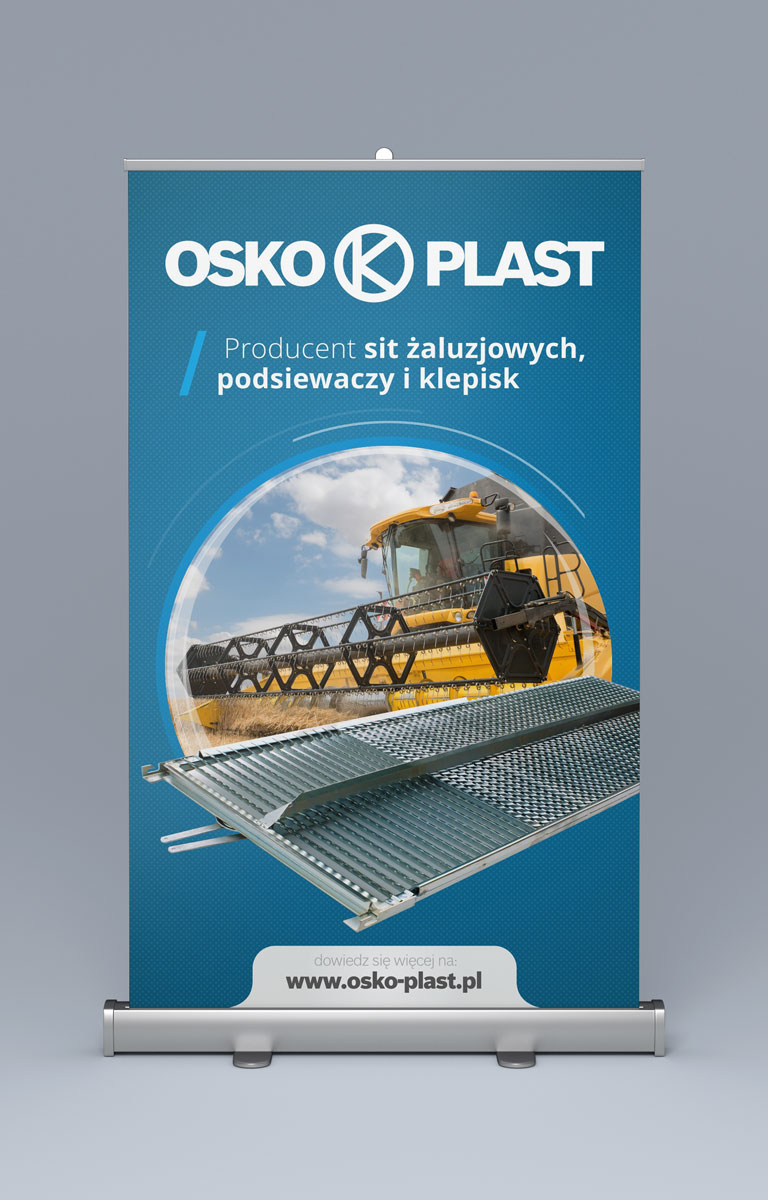 OSKO K PLAST
Producent sit żaluzjowych,
podsiewaczy i klepisk
dowiedz się więcej na:
www.osko-plast.pl